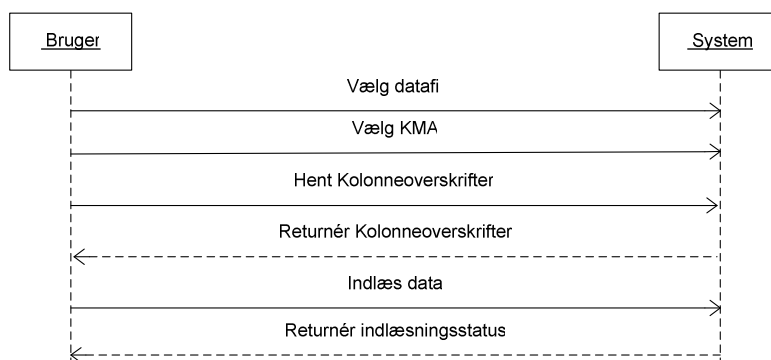 Bruger
System
Vælg datafi
Vælg KMA
Hent Kolonneoverskrifter
Returnér Kolonneoverskrifter
Indlæs data
Returnér indlæsningsstatus